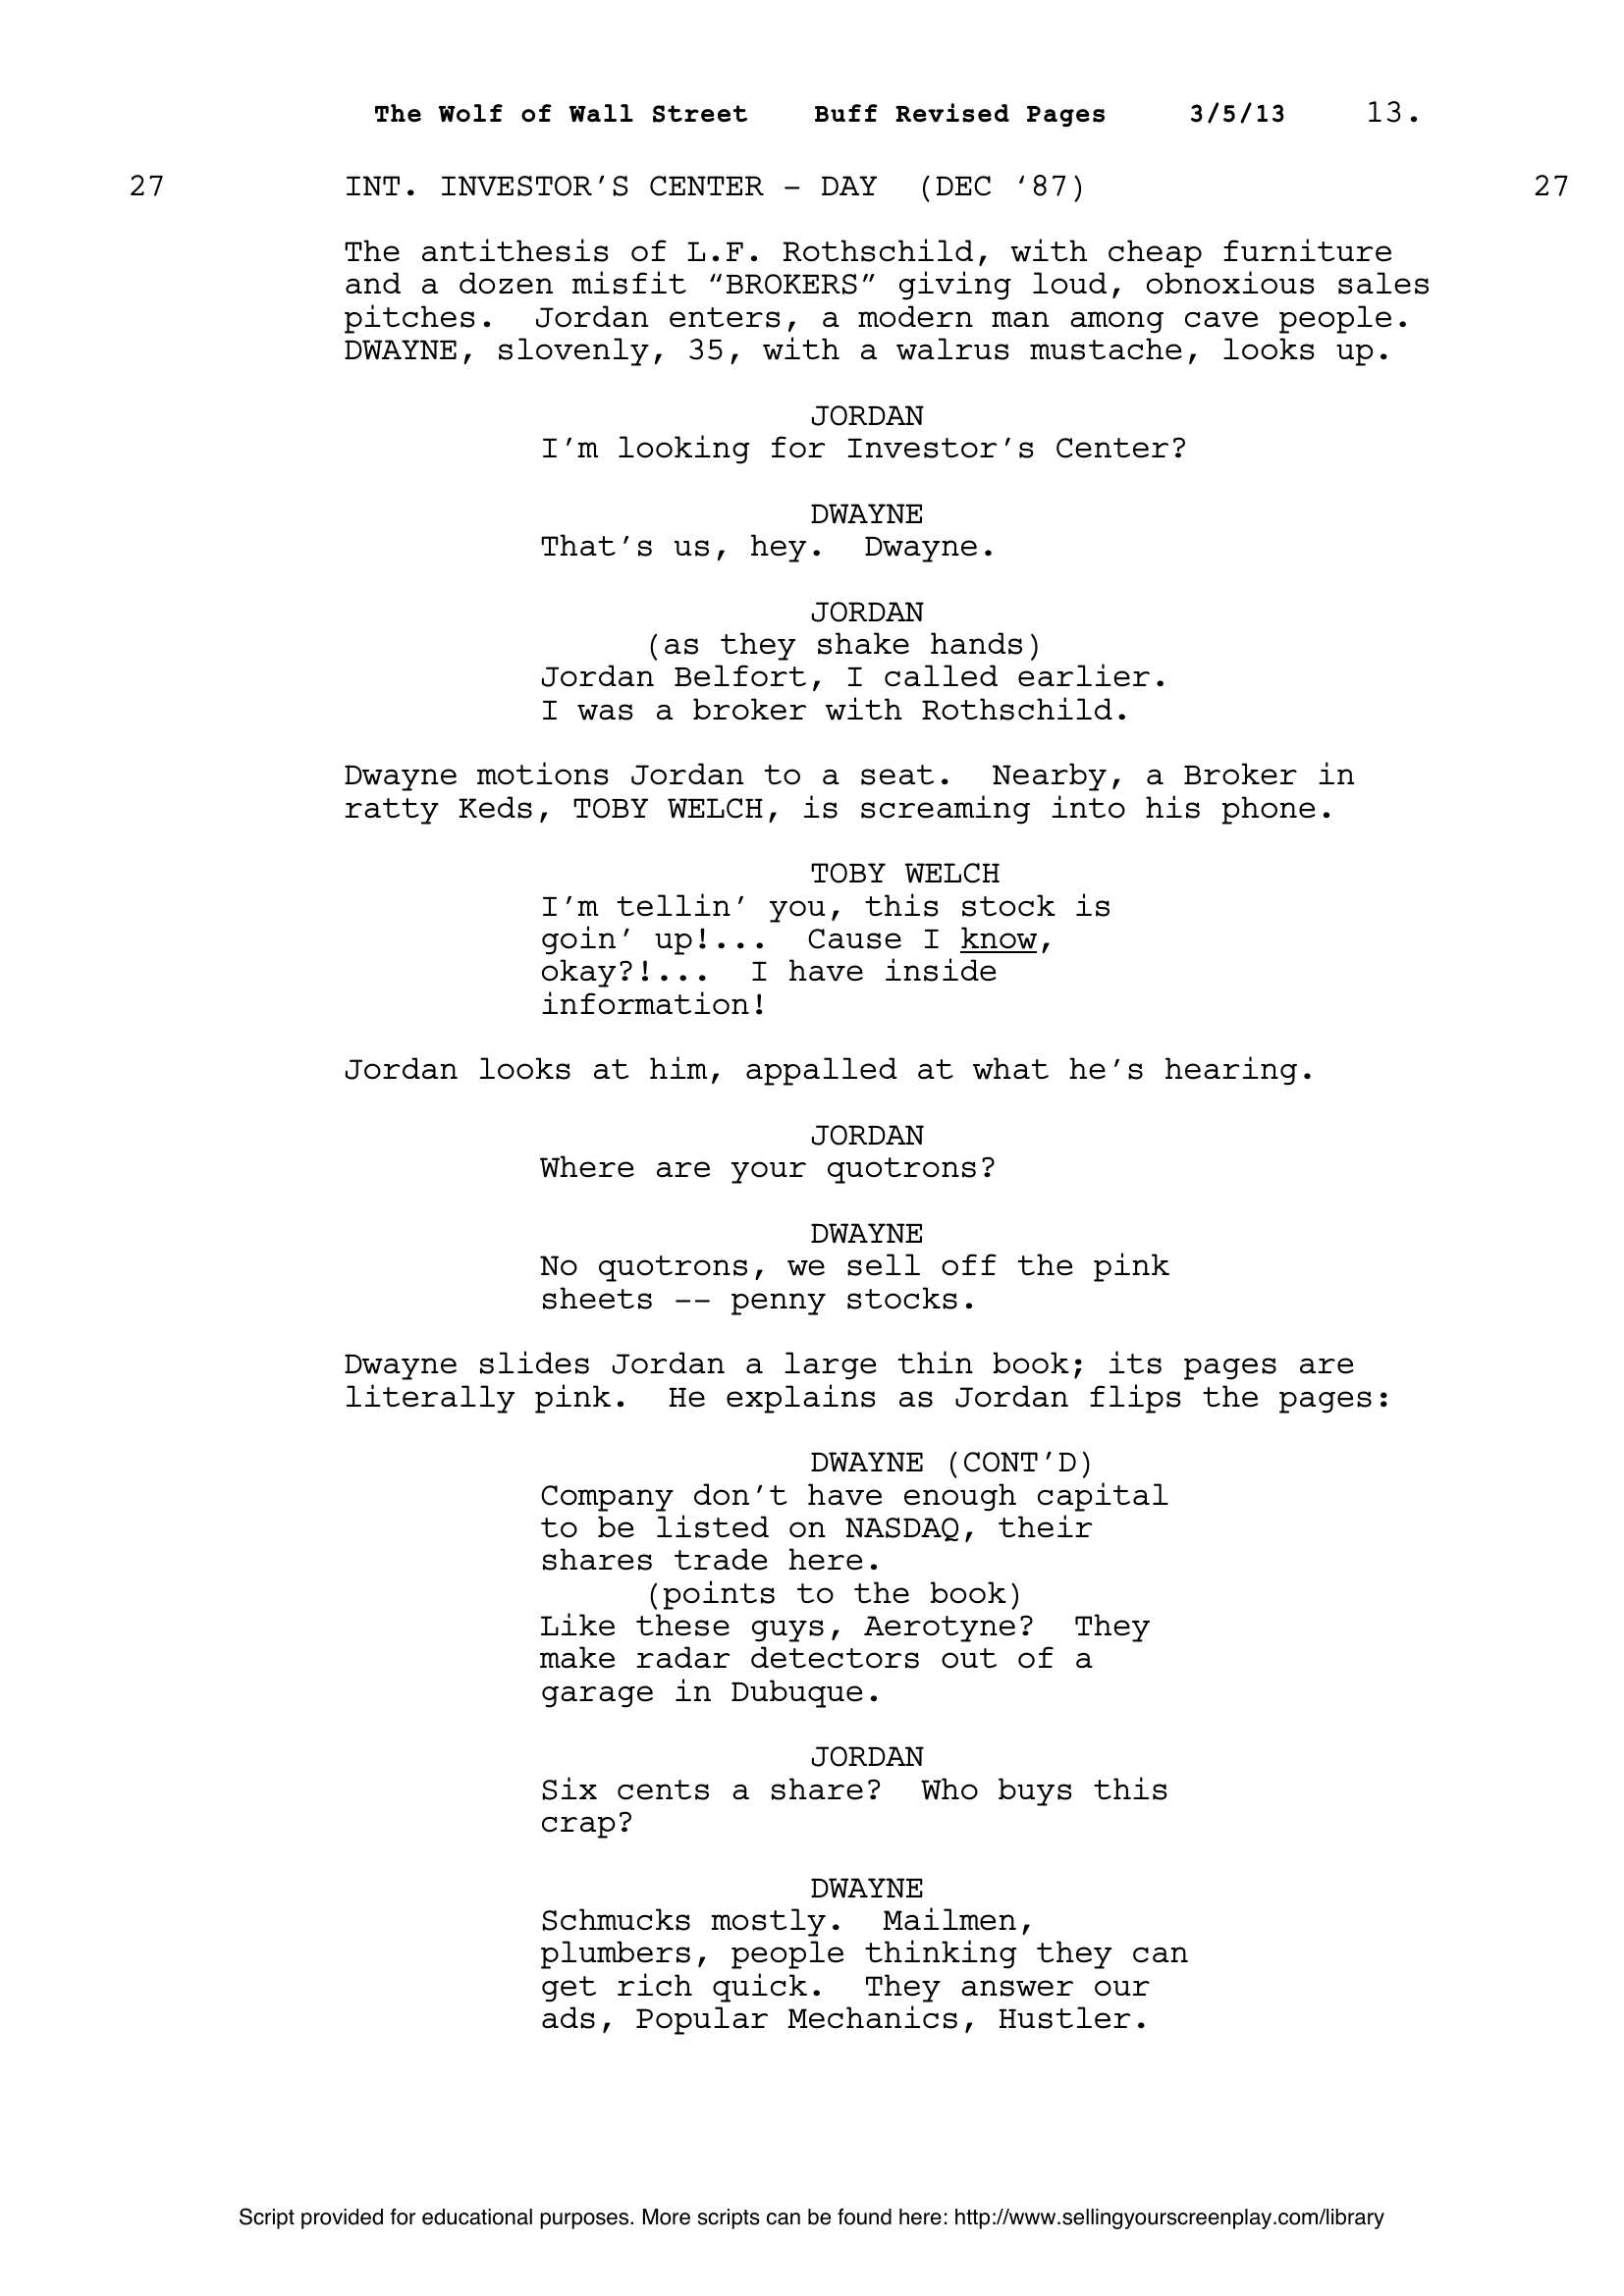 The Wolf of Wall Street    Buff Revised Pages    3/5/13    13.
27    INT. INVESTOR'S CENTER - DAY  (DEC ‘87)    27
The antithesis of L.F. Rothschild, with cheap furniture
and a dozen misfit “BROKERS” giving loud, obnoxious sales
pitches.  Jordan enters, a modern man among cave people.
DWAYNE, slovenly, 35, with a walrus mustache, looks up.
JORDAN
I’m looking for Investor’s Center?
DWAYNE
That’s us, hey.  Dwayne.
JORDAN
(as they shake hands)
Jordan Belfort, I called earlier.
I was a broker with Rothschild.
Dwayne motions Jordan to a seat.  Nearby, a Broker in
ratty Keds, TOBY WELCH, is screaming into his phone.
TOBY WELCH
I’m tellin’ you, this stock is
goin’ up!...  Cause I know,
okay?!...  I have inside
information!
Jordan looks at him, appalled at what he’s hearing.
JORDAN
Where are your quotrons?
DWAYNE
No quotrons, we sell off the pink
sheets -- penny stocks.
Dwayne slides Jordan a large thin book; its pages are
literally pink.  He explains as Jordan flips the pages:
DWAYNE (CONT’D)
Company don’t have enough capital
to be listed on NASDAQ, their
shares trade here.
(points to the book)
Like these guys, Aerotyne?  They
make radar detectors out of a
garage in Dubuque.
JORDAN
Six cents a share?  Who buys this
crap?
DWAYNE
Schmucks mostly.  Mailmen,
plumbers, people thinking they can
get rich quick.  They answer our
ads, Popular Mechanics, Hustler.
Script provided for educational purposes. More scripts can be found here: http://www.sellingyourscreenplay.com/library